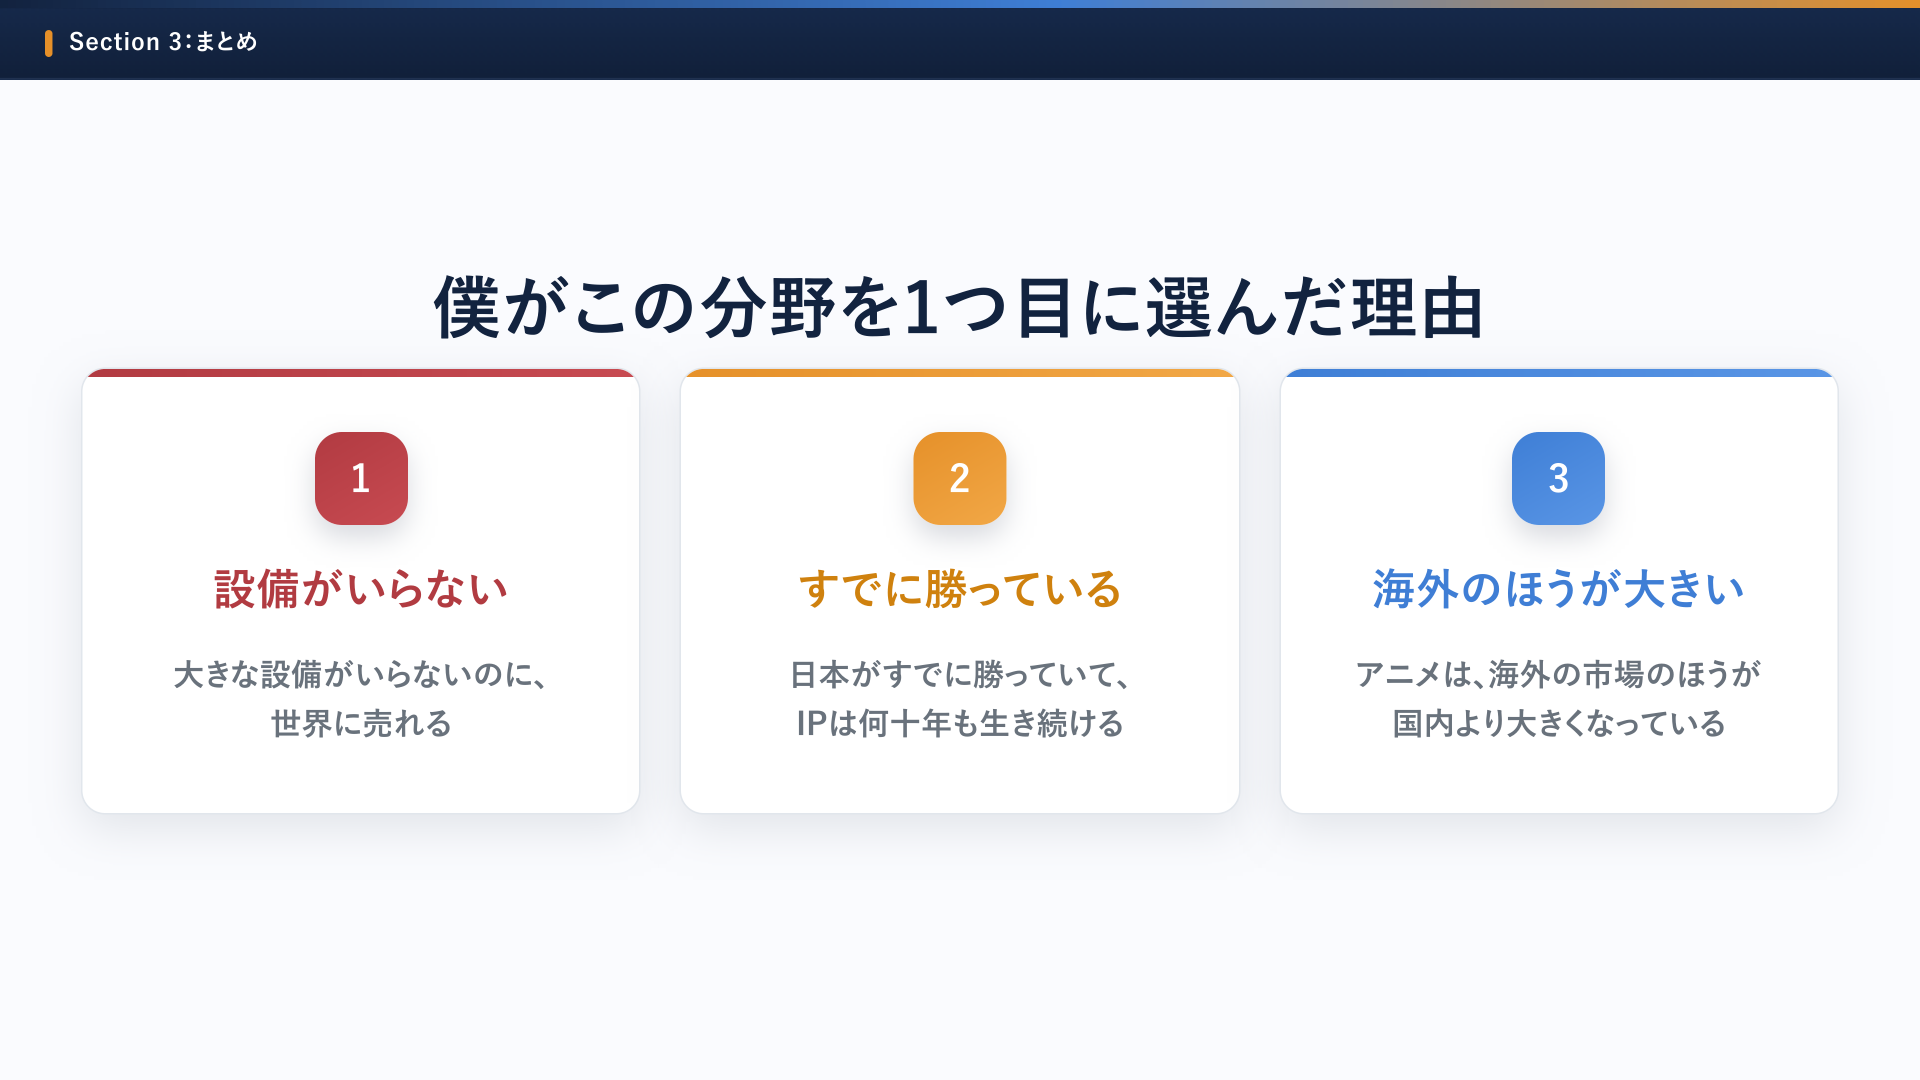 Section 3：まとめ
僕がこの分野を1つ目に選んだ理由
1
設備がいらない
大きな設備がいらないのに、
世界に売れる
2
すでに勝っている
日本がすでに勝っていて、
IPは何十年も生き続ける
3
海外のほうが大きい
アニメは、海外の市場のほうが
国内より大きくなっている